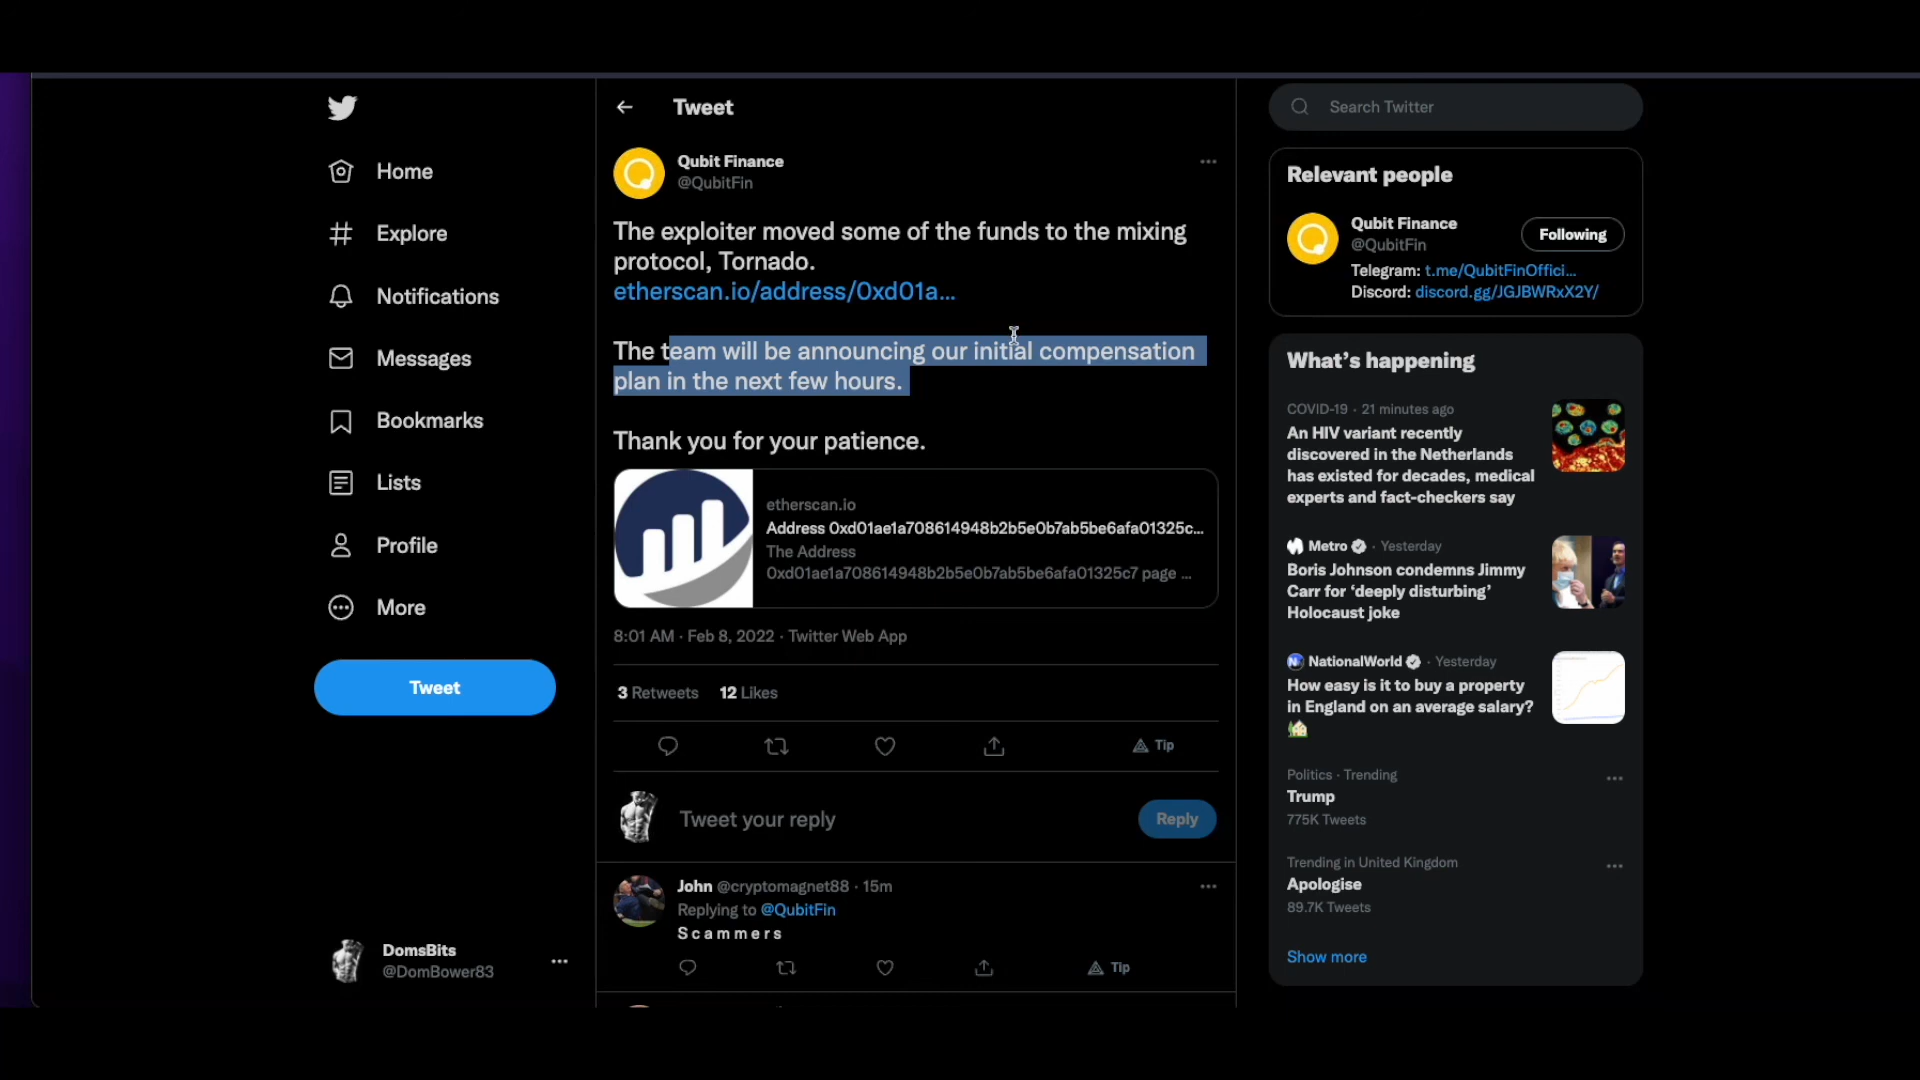 Home
Explore
Notifications
Messages
Bookmarks
Lists
Profile
More
Tweet
DomsBits
@DomBower83
Tweet
Qubit Finance
@QubitFin
The exploiter moved some of the funds to the mixing
protocol, Tornado.
etherscan.io/address/0xd01a...
The team will be announcing our initial compensation
plan in the next few hours.
Thank you for your patience.
etherscan.io
Address 0xd01ae1a708614948b2b5e0b7ab5be6afa01325c...
The Address
0xd01ae1a708614948b2b5e0b7ab5be6afa01325c7 page ...
8:01 AM · Feb 8, 2022 · Twitter Web App
3 Retweets 12 Likes
Tip
Tweet your reply
Reply
John @cryptomagnet88 · 15m
Replying to @QubitFin
S c a m m e r s
Tip
Search Twitter
Relevant people
Qubit Finance
@QubitFin
Following
Telegram: t.me/QubitFinOffici...
Discord: discord.gg/JGJBWRxX2Y/
What's happening
COVID-19 · 21 minutes ago
An HIV variant recently
discovered in the Netherlands
has existed for decades, medical
experts and fact-checkers say
Metro · Yesterday
Boris Johnson condemns Jimmy
Carr for ‘deeply disturbing’
Holocaust joke
NationalWorld · Yesterday
How easy is it to buy a property
in England on an average salary?
Politics · Trending
Trump
775K Tweets
Trending in United Kingdom
Apologise
89.7K Tweets
Show more